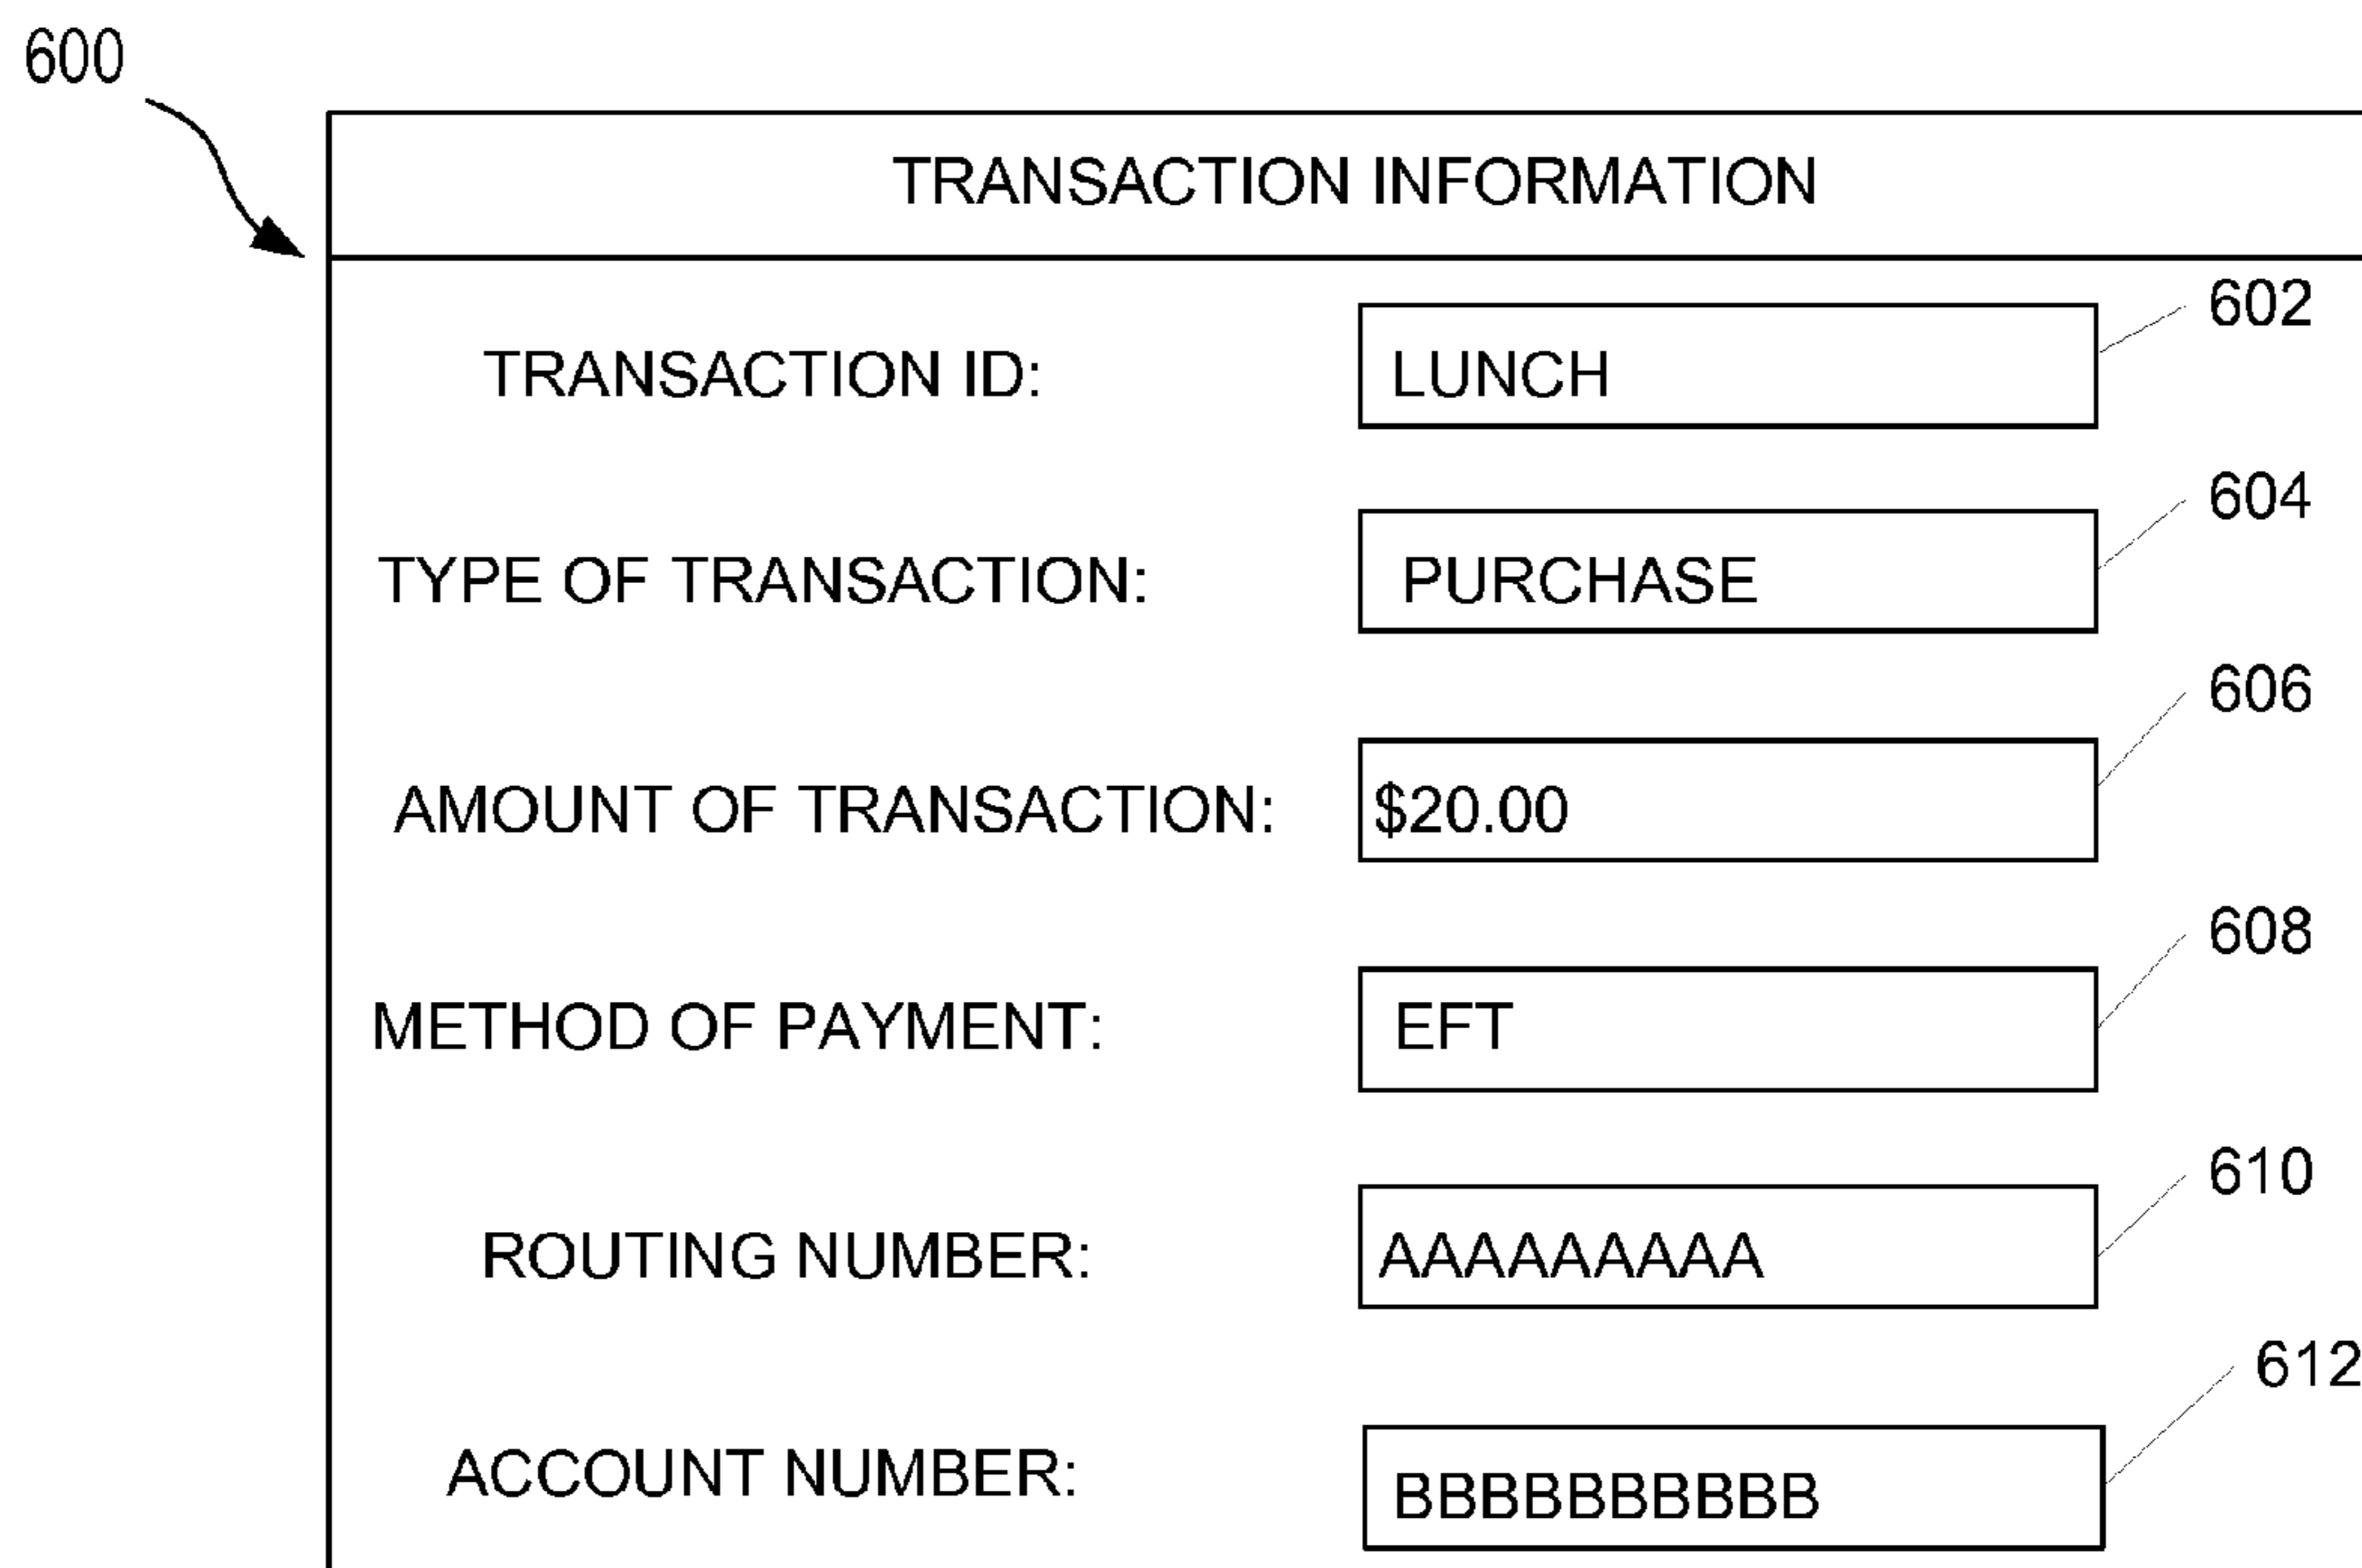 600
TRANSACTION INFORMATION
602
TRANSACTION ID: LUNCH
604
TYPE OF TRANSACTION: PURCHASE
606
AMOUNT OF TRANSACTION: $20.00
608
METHOD OF PAYMENT: EFT
610
ROUTING NUMBER: AAAAAAAAA
612
ACCOUNT NUMBER: BBBBBBBBBB